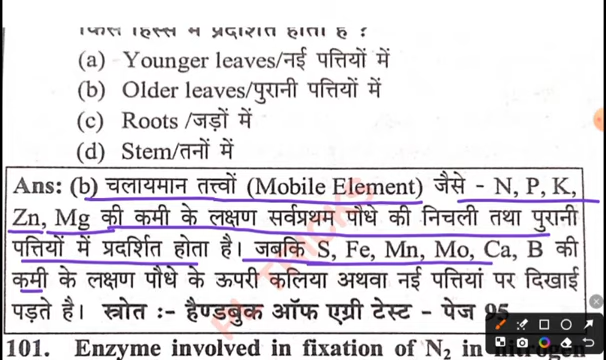 किस हिस्से में प्रदर्शित होता है ?
(a) Younger leaves/नई पत्तियों में
(b) Older leaves/पुरानी पत्तियों में
(c) Roots /जड़ों में
(d) Stem/तनों में
Ans: (b) चलायमान तत्त्वों (Mobile Element) जैसे - N, P, K,
Zn, Mg की कमी के लक्षण सर्वप्रथम पौधे की निचली तथा पुरानी
पत्तियों में प्रदर्शित होता है। जबकि S, Fe, Mn, Mo, Ca, B की
कमी के लक्षण पौधे के ऊपरी कलिया अथवा नई पत्तियां पर दिखाई
पड़ते है। स्रोत :- हैण्डबुक ऑफ एग्री टेस्ट - पेज 95
101. Enzyme involved in fixation of N₂ in nitrogen